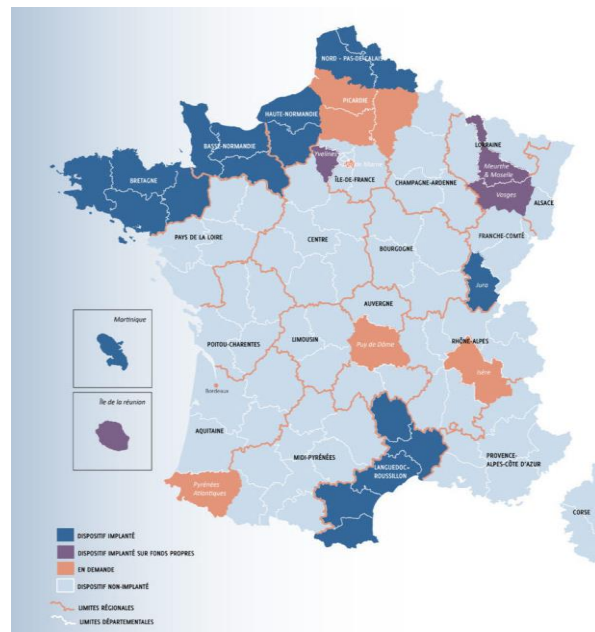 NORD – PAS-DE-CALAIS
PICARDIE
HAUTE-NORMANDIE
BASSE-NORMANDIE
Yvelines
ÎLE-DE-FRANCE
LORRAINE
Meurthe
& Moselle
Vosges
ALSACE
CHAMPAGNE-ARDENNE
BRETAGNE
PAYS DE LA LOIRE
CENTRE
BOURGOGNE
FRANCHE-COMTÉ
Jura
Martinique
AUVERGNE
POITOU-CHARENTES
LIMOUSIN
Puy de Dôme
RHÔNE-ALPES
Isère
Bordeaux
Île de la réunion
AQUITAINE
MIDI-PYRÉNÉES
LANGUEDOC-
ROUSSILLON
PROVENCE-
ALPES-CÔTE D'AZUR
Pyrénées
Atlantiques
CORSE
DISPOSITIF IMPLANTÉ
DISPOSITIF IMPLANTÉ SUR FONDS PROPRES
EN DEMANDE
DISPOSITIF NON-IMPLANTÉ
LIMITES RÉGIONALES
LIMITES DÉPARTEMENTALES